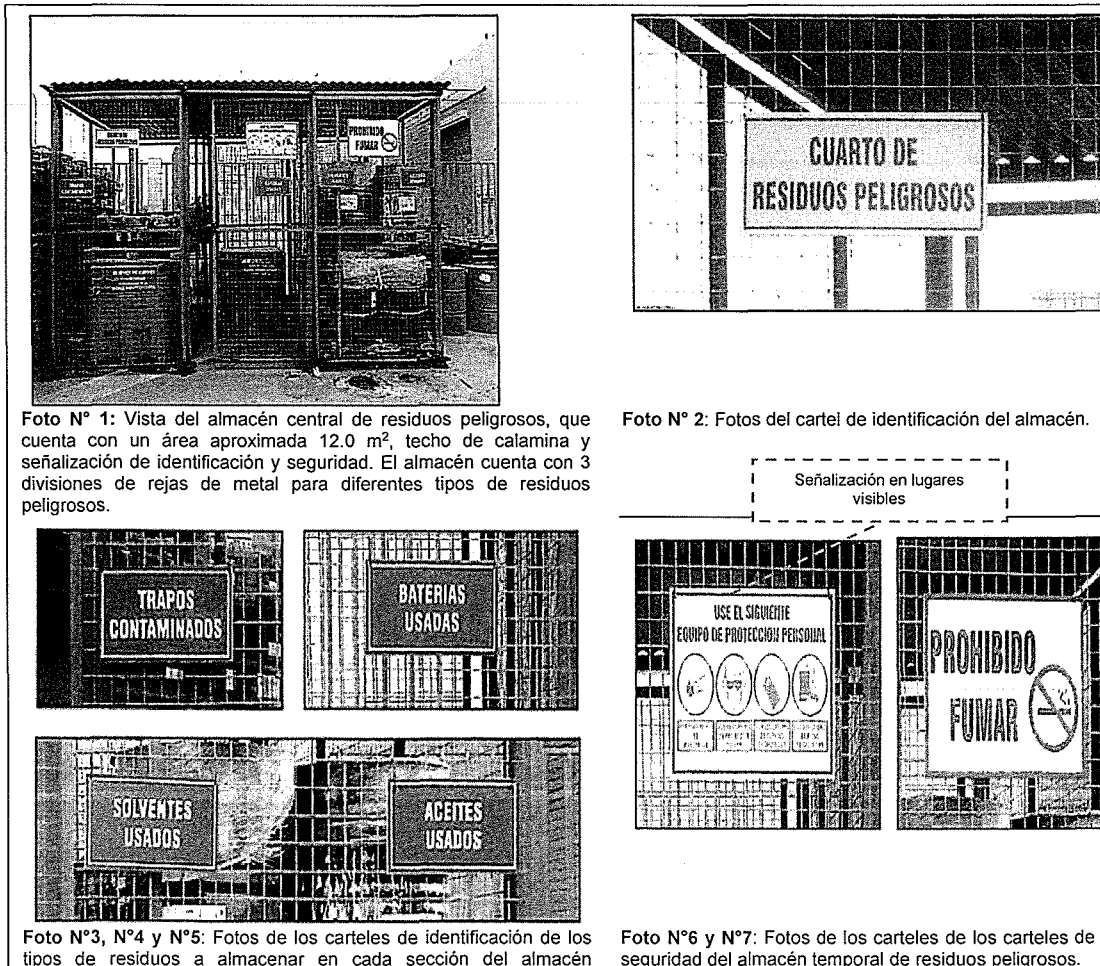 PROHIBIDO
FUMAR
CUARTO DE
RESIDUOS PELIGROSOS
Foto N° 1: Vista del almacén central de residuos peligrosos, que
cuenta con un área aproximada 12.0 m², techo de calamina y
señalización de identificación y seguridad. El almacén cuenta con 3
divisiones de rejas de metal para diferentes tipos de residuos
peligrosos.
Foto N° 2: Fotos del cartel de identificación del almacén.
TRAPOS
CONTAMINADOS
BATERIAS
USADAS
SOLVENTES
USADOS
ACEITES
USADOS
Foto N°3, N°4 y N°5: Fotos de los carteles de identificación de los
tipos de residuos a almacenar en cada sección del almacén
Señalización en lugares
visibles
USE EL SIGUIENTE
EQUIPO DE PROTECCION PERSONAL
PROHIBIDO
FUMAR
Foto N°6 y N°7: Fotos de los carteles de los carteles de
seguridad del almacén temporal de residuos peligrosos.